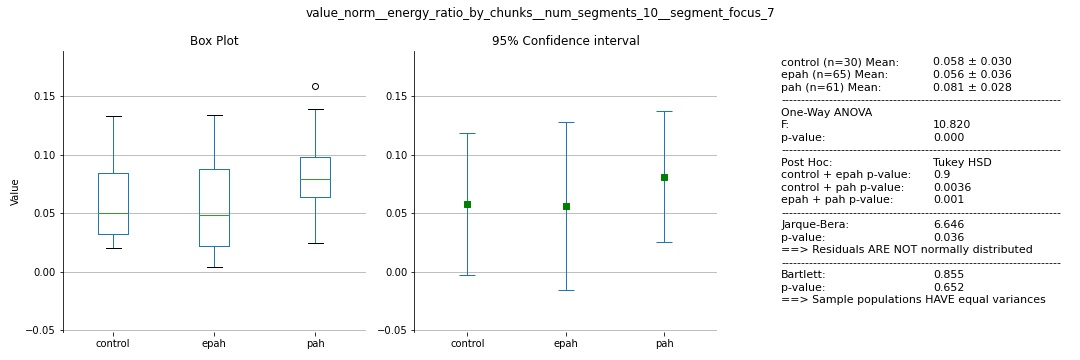 value_norm__energy_ratio_by_chunks__num_segments_10__segment_focus_7
Box Plot
Value
0.15
0.10
0.05
0.00
−0.05
control epah pah
95% Confidence interval
0.15
0.10
0.05
0.00
−0.05
control epah pah
control (n=30) Mean: 0.058 ± 0.030
epah (n=65) Mean: 0.056 ± 0.036
pah (n=61) Mean: 0.081 ± 0.028
One-Way ANOVA
F: 10.820
p-value: 0.000
Post Hoc: Tukey HSD
control + epah p-value: 0.9
control + pah p-value: 0.0036
epah + pah p-value: 0.001
Jarque-Bera: 6.646
p-value: 0.036
==> Residuals ARE NOT normally distributed
Bartlett: 0.855
p-value: 0.652
==> Sample populations HAVE equal variances